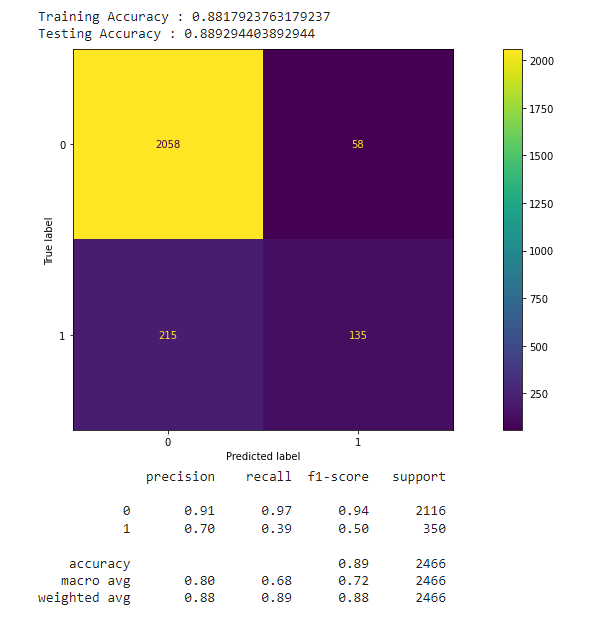 Training Accuracy : 0.8817923763179237
Testing Accuracy : 0.889294403892944
2000
1750
1500
1250
1000
750
500
250
0
2058
58
True label
1
215
135
0
1
Predicted label
precision recall f1-score support
0 0.91 0.97 0.94 2116
1 0.70 0.39 0.50 350
accuracy 0.89 2466
macro avg 0.80 0.68 0.72 2466
weighted avg 0.88 0.89 0.88 2466